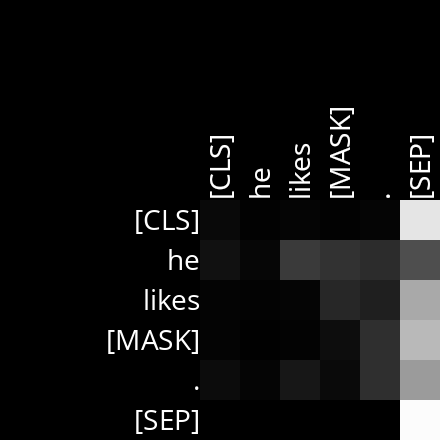 [CLS]
he
likes
[MASK]
.
[SEP]
[CLS]
he
likes
[MASK]
.
[SEP]